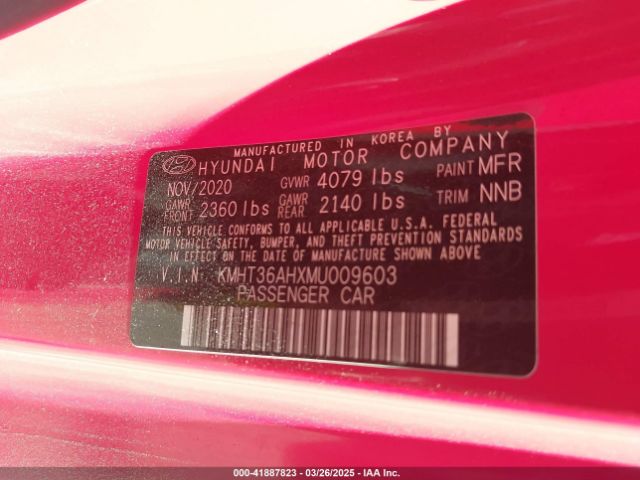 MANUFACTURED IN KOREA BY
HYUNDAI MOTOR COMPANY
NOV/2020 GVWR 4079 lbs PAINT MFR
GAWR FRONT 2360 lbs GAWR REAR 2140 lbs TRIM NNB
THIS VEHICLE CONFORMS TO ALL APPLICABLE U.S.A. FEDERAL
MOTOR VEHICLE SAFETY, BUMPER, AND THEFT PREVENTION STANDARDS
IN EFFECT ON THE DATE OF MANUFACTURE SHOWN ABOVE
V.I.N: KMHT36AHXMU009603
PASSENGER CAR
000-41887823 - 03/26/2025 - IAA Inc.